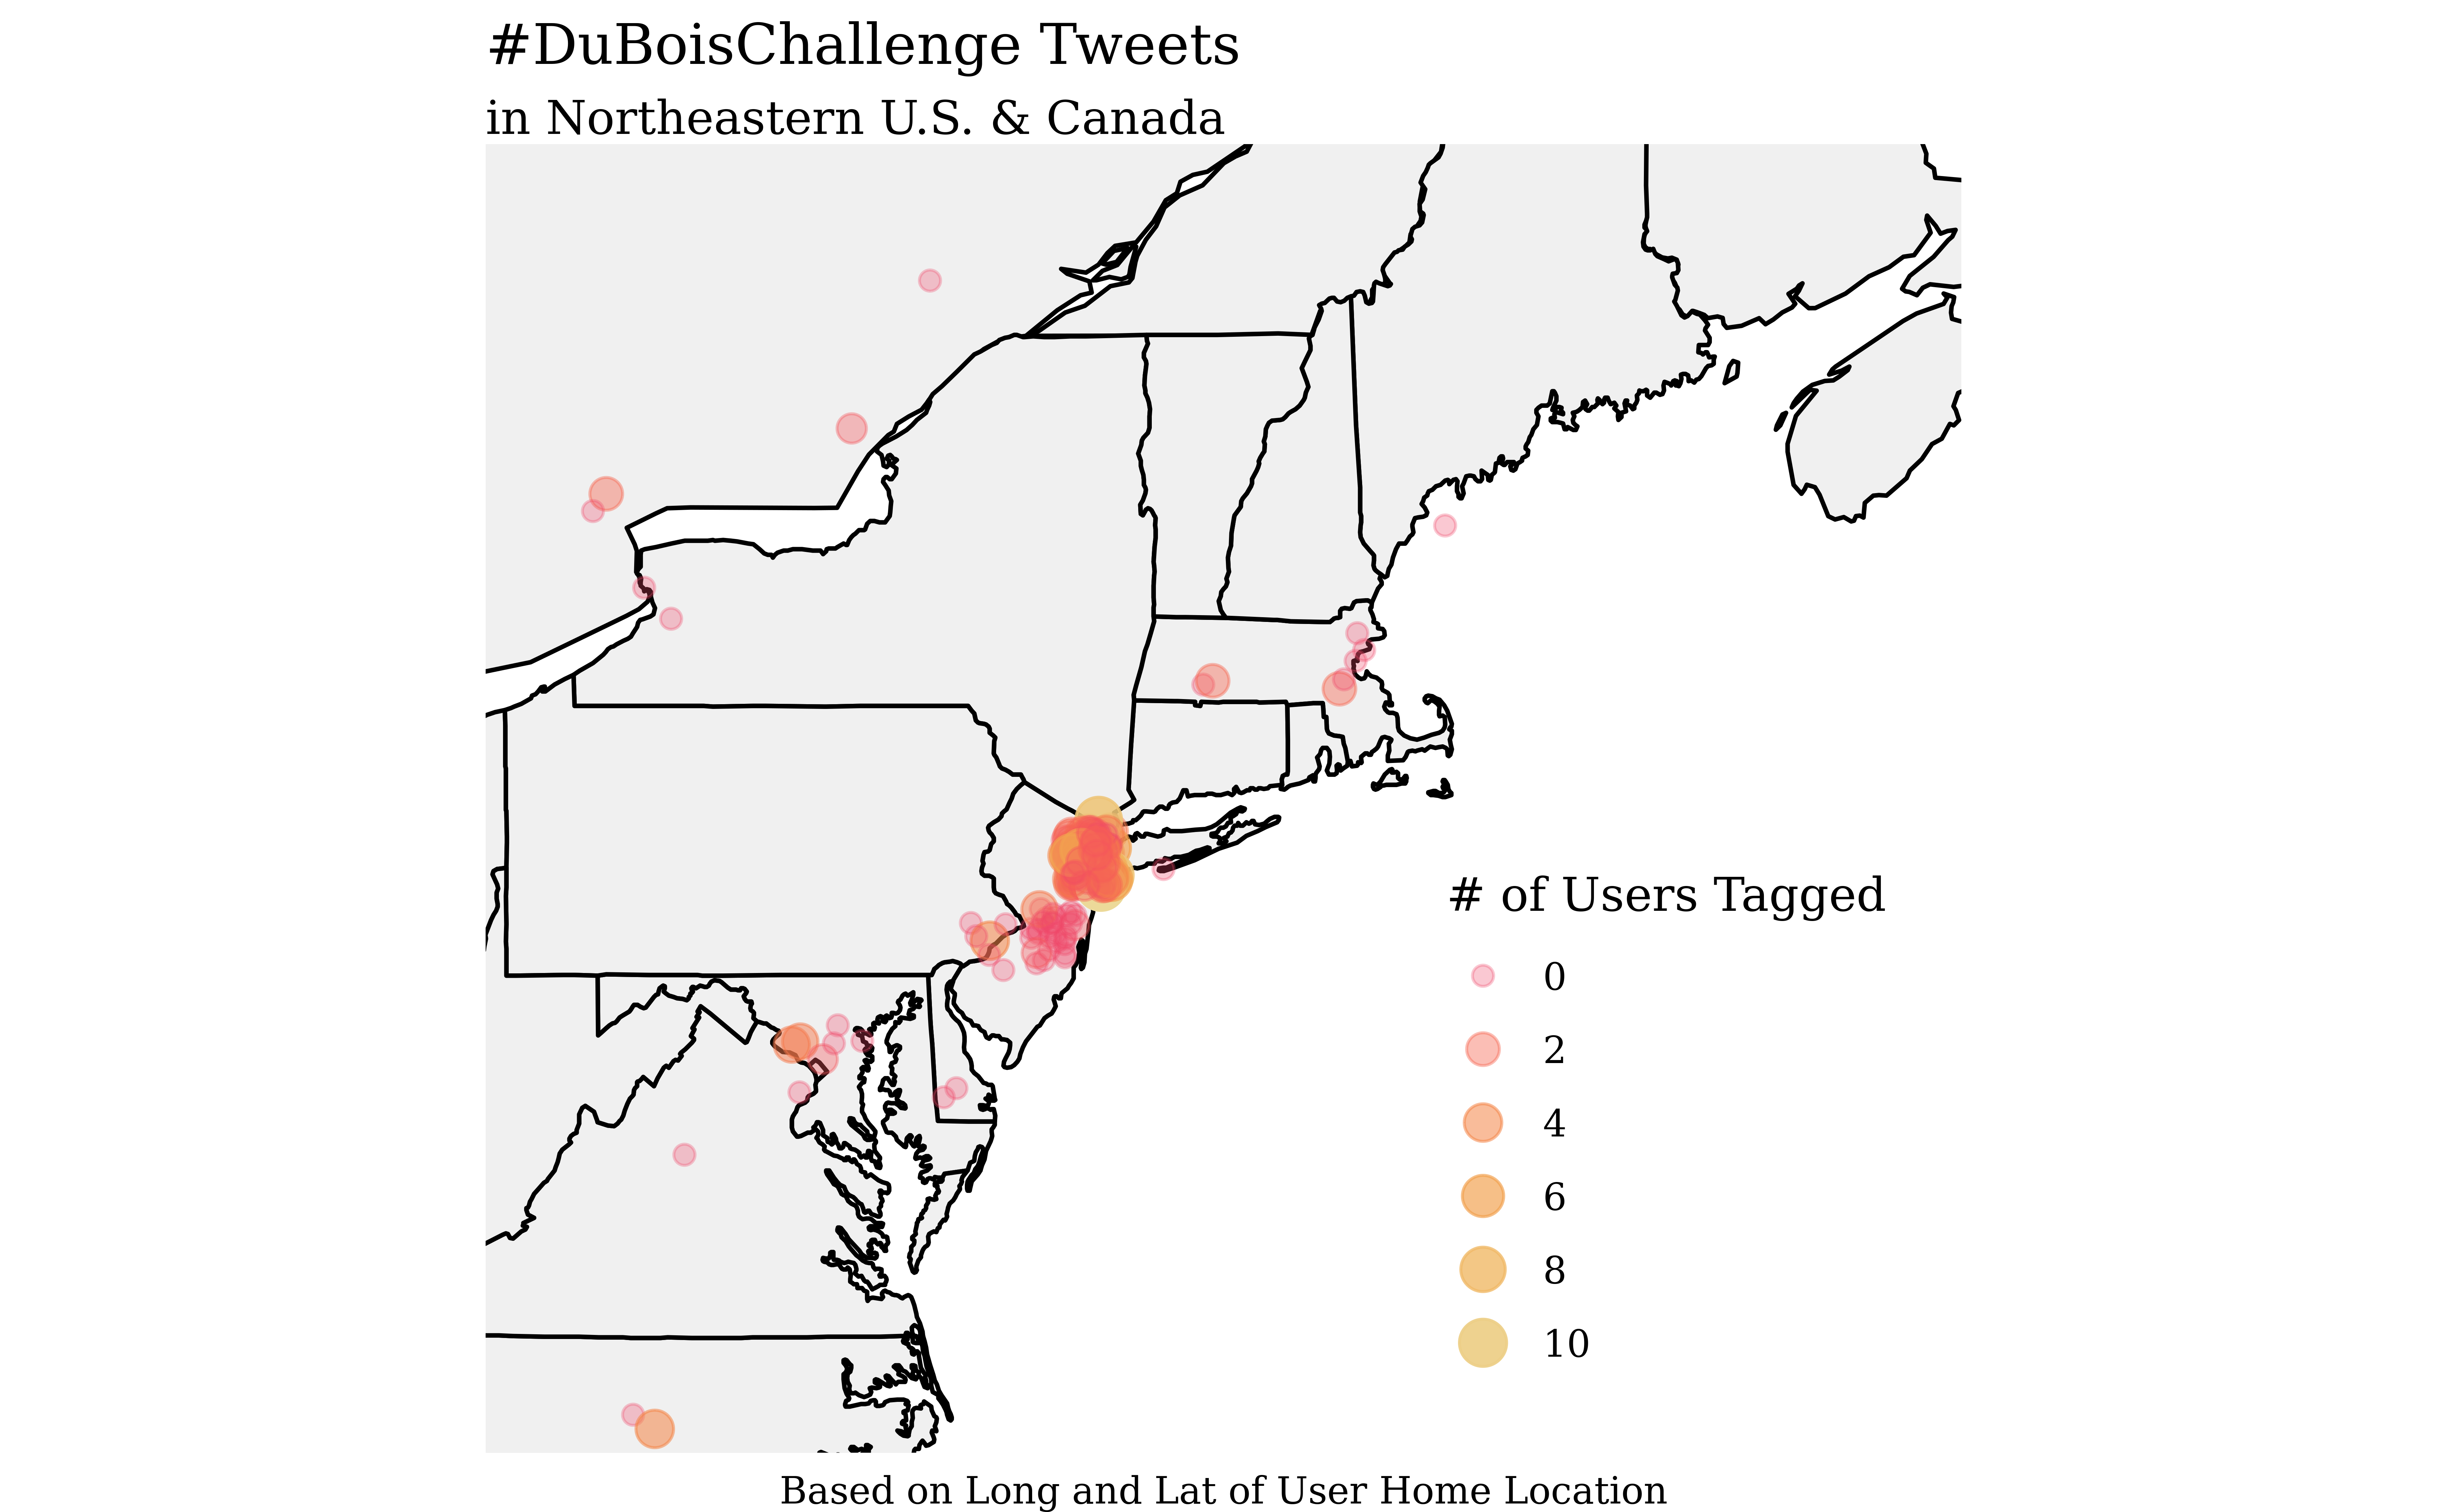 #DuBoisChallenge Tweets
in Northeastern U.S. & Canada
# of Users Tagged
0
2
4
6
8
10
Based on Long and Lat of User Home Location